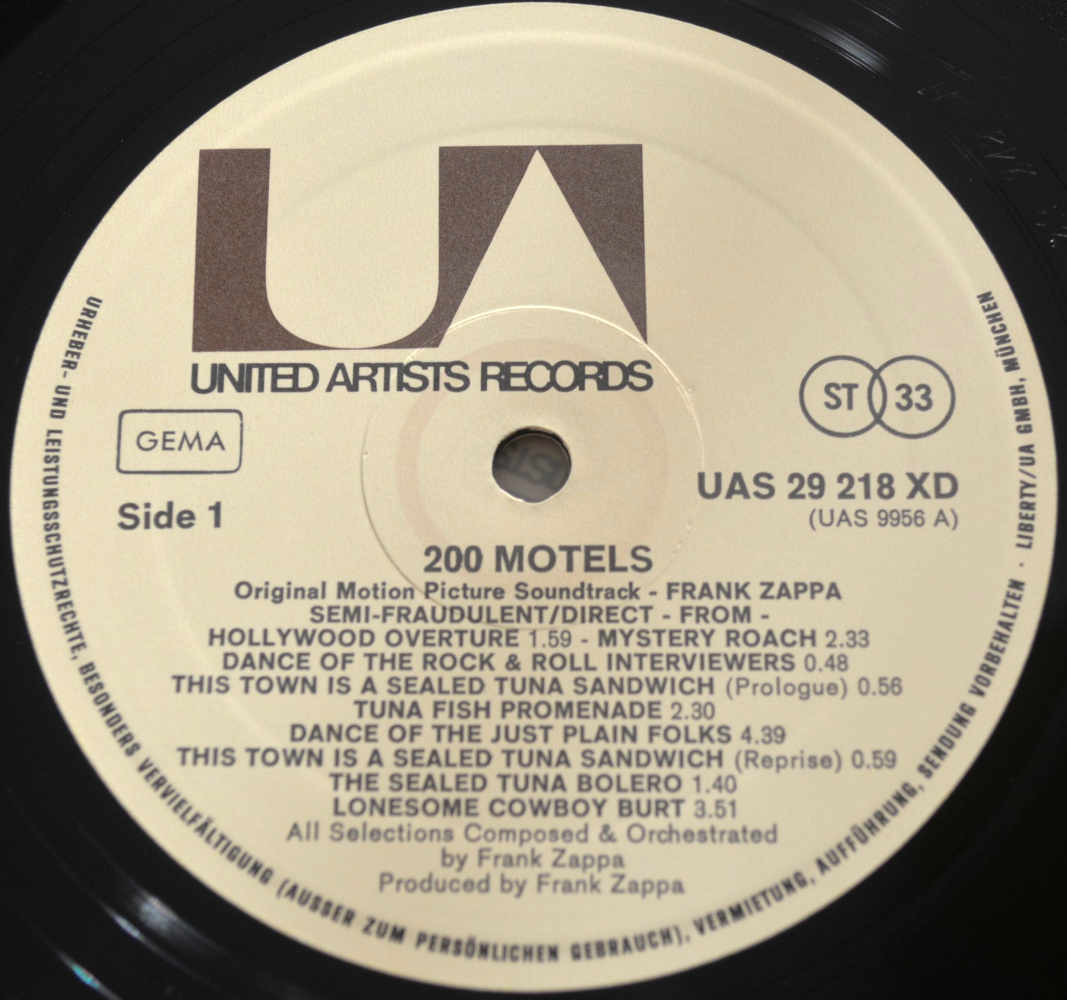 UA
UNITED ARTISTS RECORDS
GEMA
ST 33
Side 1
UAS 29 218 XD
(UAS 9956 A)
200 MOTELS
Original Motion Picture Soundtrack - FRANK ZAPPA
SEMI-FRAUDULENT/DIRECT - FROM -
HOLLYWOOD OVERTURE 1.59 - MYSTERY ROACH 2.33
DANCE OF THE ROCK & ROLL INTERVIEWERS 0.48
THIS TOWN IS A SEALED TUNA SANDWICH (Prologue) 0.56
TUNA FISH PROMENADE 2.30
DANCE OF THE JUST PLAIN FOLKS 4.39
THIS TOWN IS A SEALED TUNA SANDWICH (Reprise) 0.59
THE SEALED TUNA BOLERO 1.40
LONESOME COWBOY BURT 3.51
All Selections Composed & Orchestrated
by Frank Zappa
Produced by Frank Zappa
URHEBER- UND LEISTUNGSSCHUTZRECHTE, BESONDERS VERVIELFÄLTIGUNG (AUSSER ZUM PERSÖNLICHEN GEBRAUCH), VERMIETUNG, AUFFÜHRUNG, SENDUNG VORBEHALTEN · LIBERTY/UA GMBH, MÜNCHEN